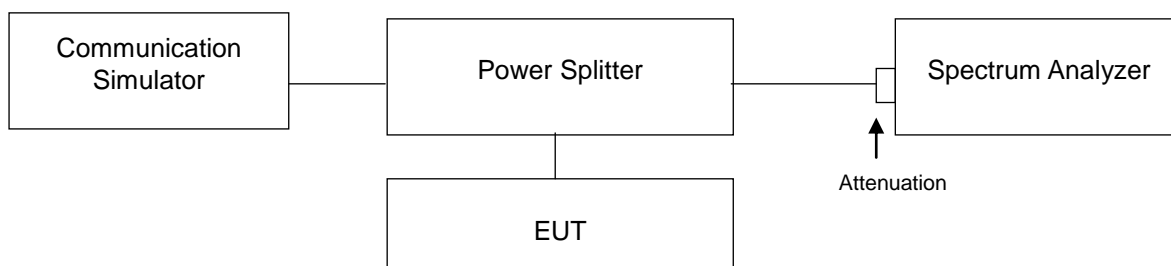 Communication
Simulator
Power Splitter
Spectrum Analyzer
Attenuation
EUT